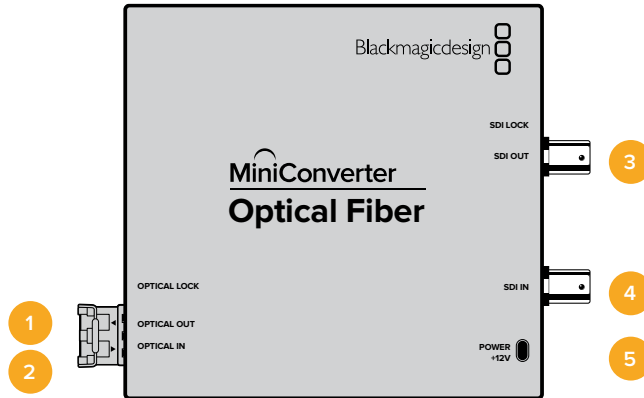 Blackmagicdesign
SDI LOCK
SDI OUT
3
MiniConverter
Optical Fiber
OPTICAL LOCK
SDI IN
4
1
OPTICAL OUT
2
OPTICAL IN
POWER
+12V
5